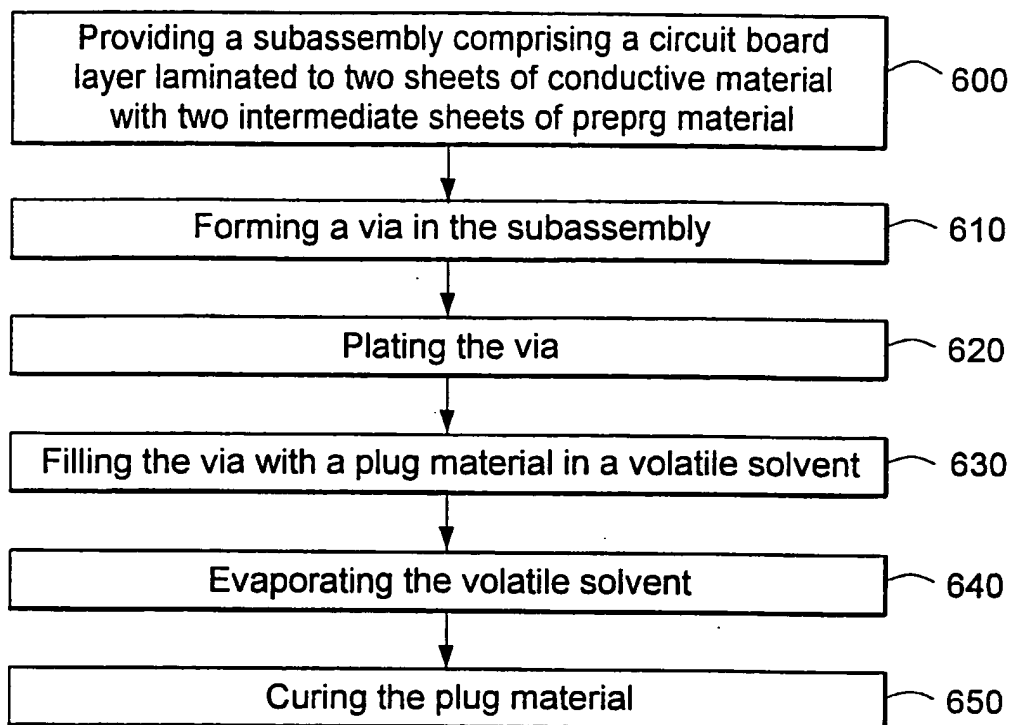 Providing a subassembly comprising a circuit board
layer laminated to two sheets of conductive material
with two intermediate sheets of preprg material
600
Forming a via in the subassembly
610
Plating the via
620
Filling the via with a plug material in a volatile solvent
630
Evaporating the volatile solvent
640
Curing the plug material
650